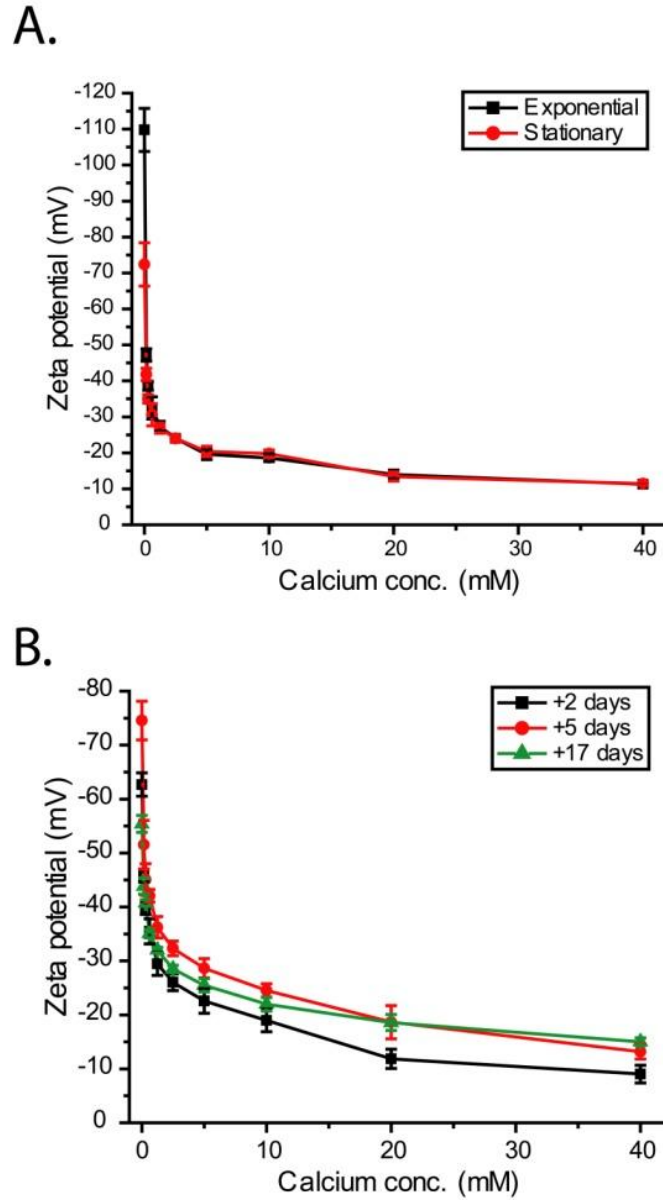 A.
Zeta potential (mV)
-120
-110
-100
-90
-80
-70
-60
-50
-40
-30
-20
-10
0
Exponential
Stationary
0 10 20 30 40
Calcium conc. (mM)
B.
Zeta potential (mV)
-80
-70
-60
-50
-40
-30
-20
-10
0
+2 days
+5 days
+17 days
0 10 20 30 40
Calcium conc. (mM)